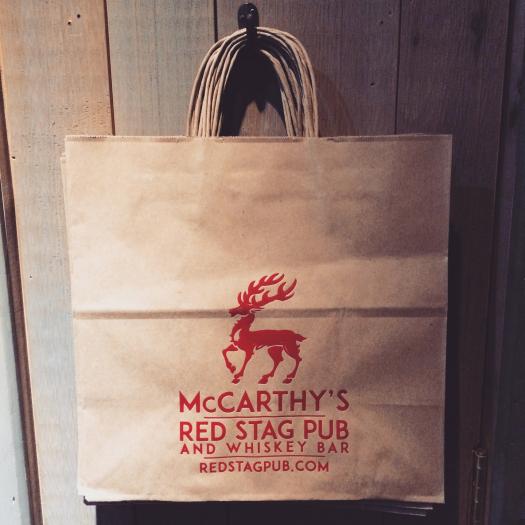 McCARTHY'S
RED STAG PUB
AND WHISKEY BAR
REDSTAGPUB.COM